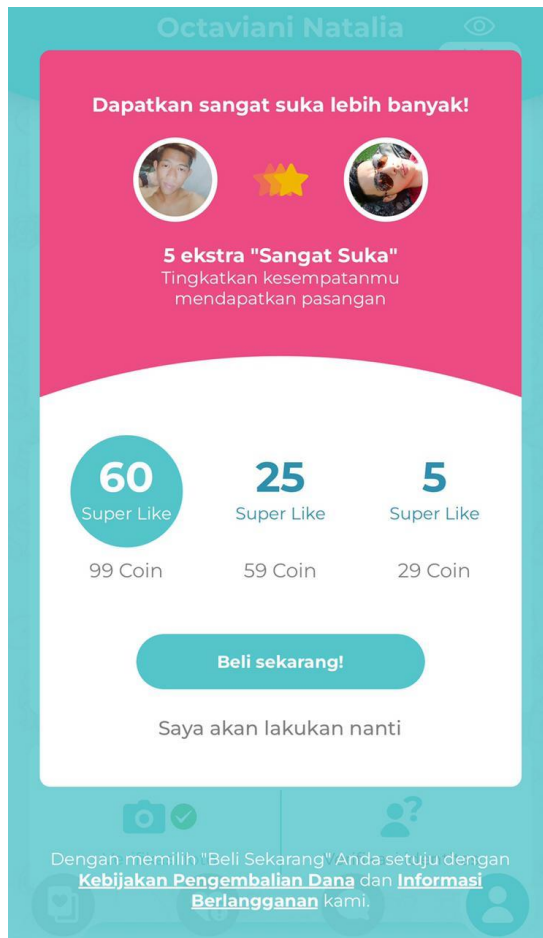 Octaviani Natalia
Dapatkan sangat suka lebih banyak!
5 ekstra "Sangat Suka"
Tingkatkan kesempatanmu
mendapatkan pasangan
60
Super Like
99 Coin
25
Super Like
59 Coin
5
Super Like
29 Coin
Beli sekarang!
Saya akan lakukan nanti
Dengan memilih "Beli Sekarang" Anda setuju dengan
Kebijakan Pengembalian Dana dan Informasi
Berlangganan kami.